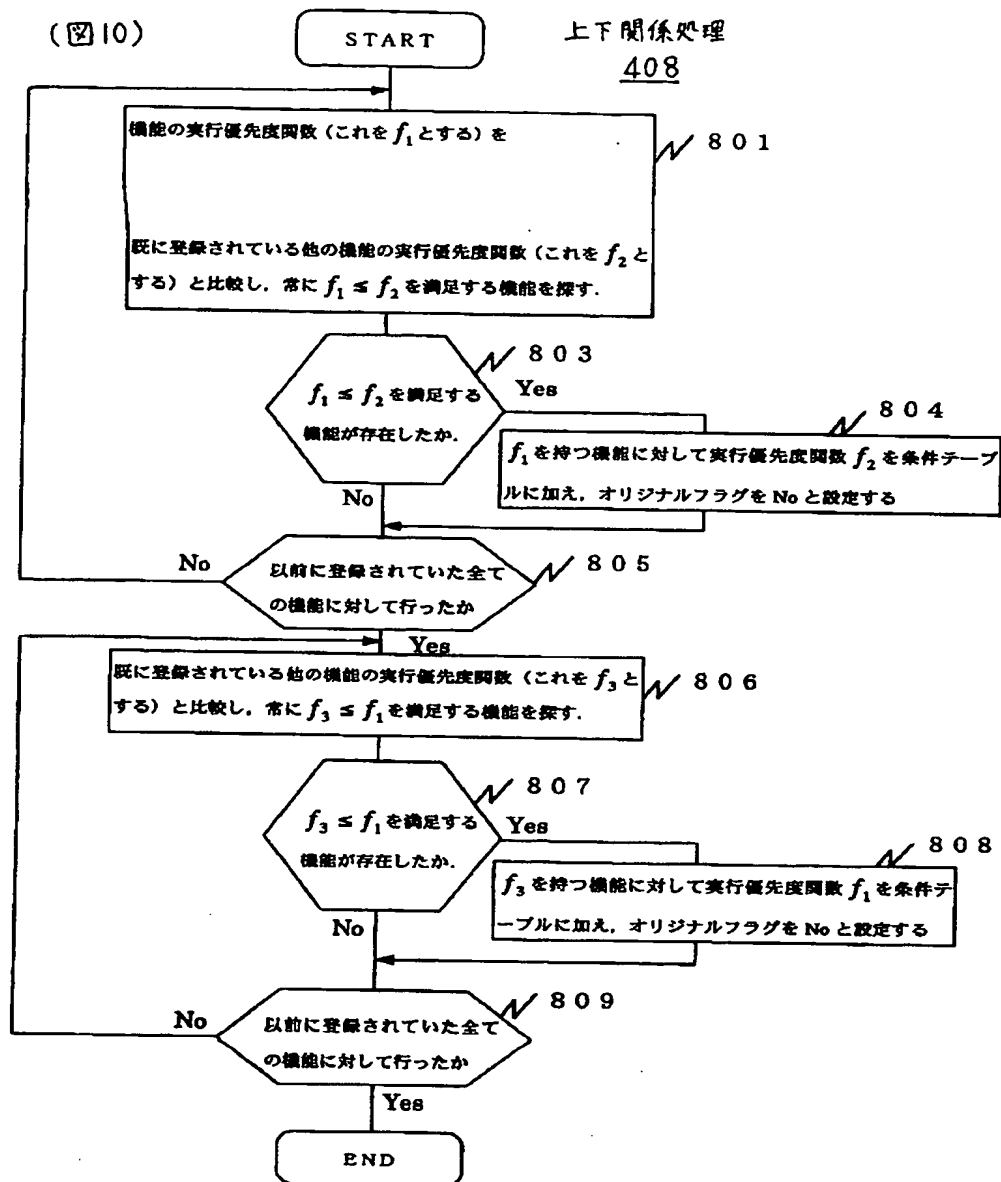 (図10)
START
上下関係処理
408
機能の実行優先度関数(これを f₁ とする)を
801
既に登録されている他の機能の実行優先度関数(これを f₂ と
する)と比較し,常に f₁ ≤ f₂ を満足する機能を探す.
803
f₁ ≤ f₂ を満足する
機能が存在したか.
Yes
804
f₁ を持つ機能に対して実行優先度関数 f₂ を条件テーブ
ルに加え,オリジナルフラグを No と設定する
No
No
805
以前に登録されていた全て
の機能に対して行ったか
Yes
既に登録されている他の機能の実行優先度関数(これを f₃ と
する)と比較し,常に f₃ ≤ f₁ を満足する機能を探す.
806
807
f₃ ≤ f₁ を満足する
機能が存在したか.
Yes
808
f₃ を持つ機能に対して実行優先度関数 f₁ を条件テ
ーブルに加え,オリジナルフラグを No と設定する
No
No
809
以前に登録されていた全て
の機能に対して行ったか
Yes
END